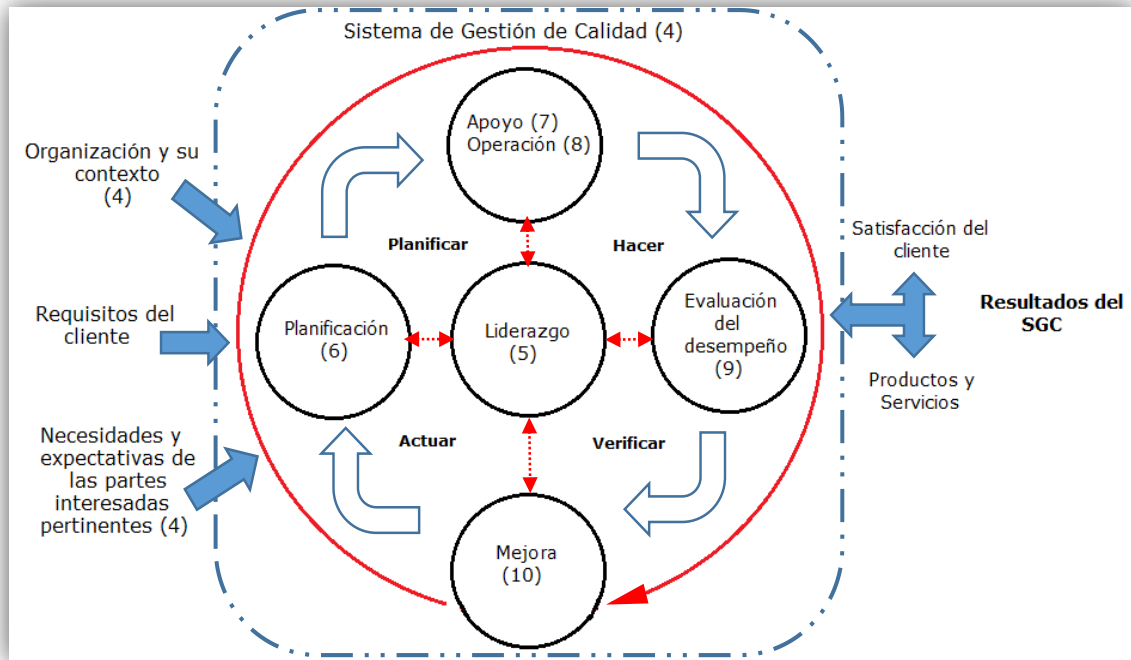 Sistema de Gestión de Calidad (4)
Organización y su
contexto
(4)
Requisitos del
cliente
Necesidades y
expectativas de
las partes
interesadas
pertinentes (4)
Apoyo (7)
Operación (8)
Planificar
Hacer
Planificación
(6)
Liderazgo
(5)
Evaluación
del
desempeño
(9)
Actuar
Verificar
Mejora
(10)
Satisfacción del
cliente
Resultados del
SGC
Productos y
Servicios